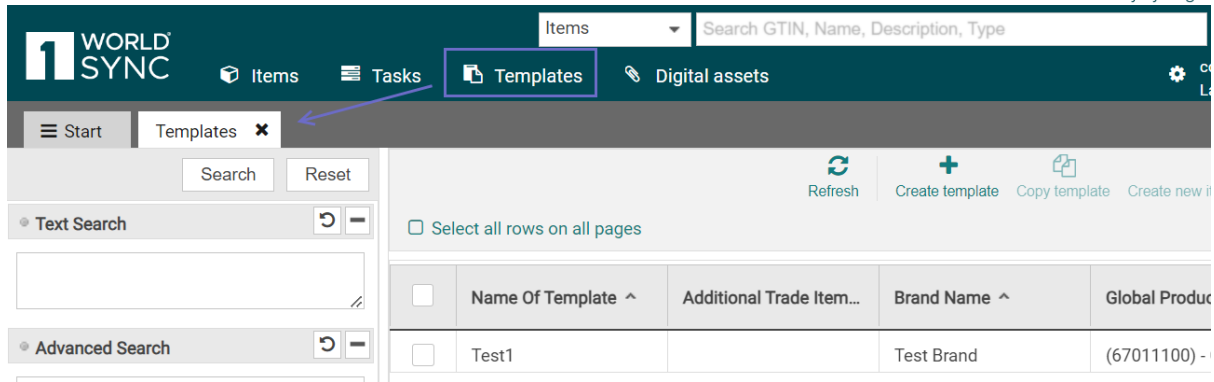 Items
Search GTIN, Name, Description, Type
1 WORLD
SYNC
Items
Tasks
Templates
Digital assets
Start
Templates
Search
Reset
Refresh
Create template
Copy template
Create new
Text Search
Select all rows on all pages
Name Of Template
Additional Trade Item...
Brand Name
Global
Advanced Search
Test1
Test Brand
(67011100) -